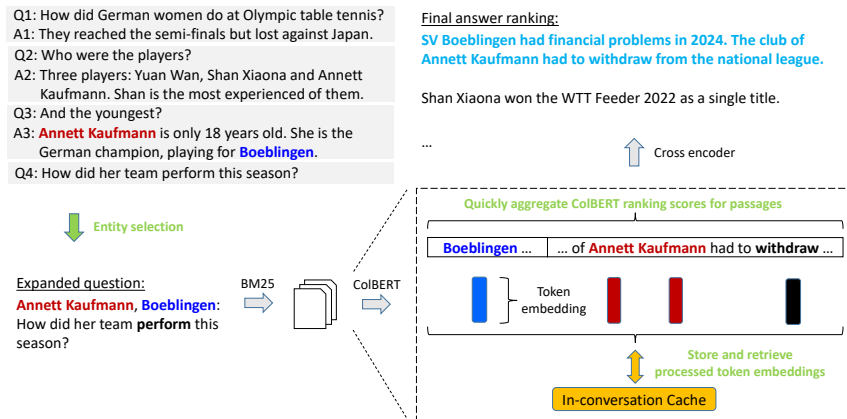 Q1: How did German women do at Olympic table tennis?
A1: They reached the semi-finals but lost against Japan.
Q2: Who were the players?
A2: Three players: Yuan Wan, Shan Xiaona and Annett
Kaufmann. Shan is the most experienced of them.
Q3: And the youngest?
A3: Annett Kaufmann is only 18 years old. She is the
German champion, playing for Boeblingen.
Q4: How did her team perform this season?
Entity selection
Expanded question:
Annett Kaufmann, Boeblingen:
How did her team perform this
season?
BM25
ColBERT
Final answer ranking:
SV Boeblingen had financial problems in 2024. The club of
Annett Kaufmann had to withdraw from the national league.
Shan Xiaona won the WTT Feeder 2022 as a single title.
...
Cross encoder
Quickly aggregate ColBERT ranking scores for passages
Boeblingen ... ... of Annett Kaufmann had to withdraw ...
Token
embedding
Store and retrieve
processed token embeddings
In-conversation Cache